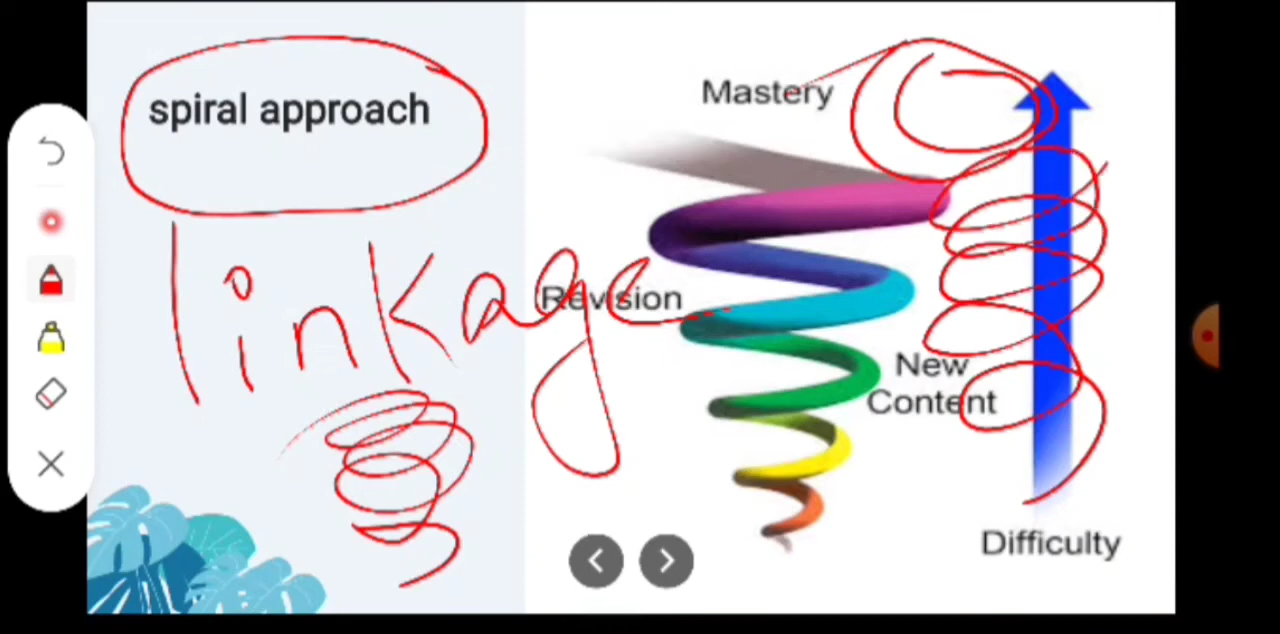 spiral approach
linkage
Mastery
Revision
New
Content
Difficulty